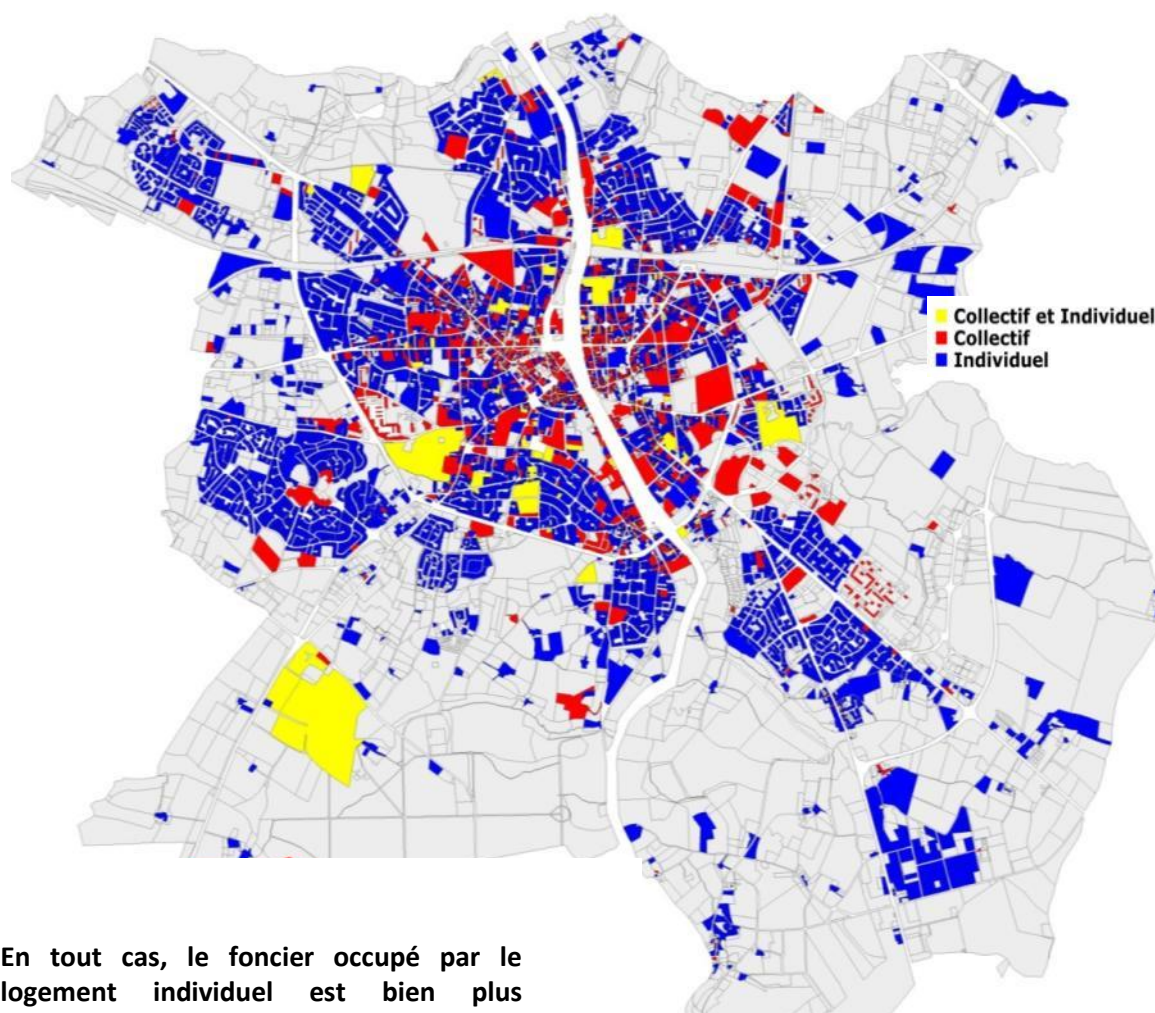 Collectif et Individuel
Collectif
Individuel
En tout cas, le foncier occupé par le
logement individuel est bien plus